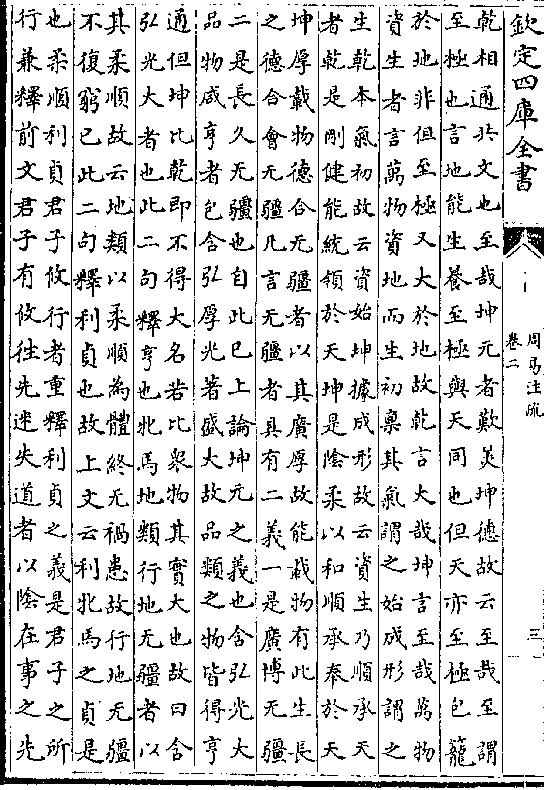 欽定四庫全書
周易注疏
卷二
三
乾相通共文也至哉坤元者歎美坤德故云至哉至謂
至極也言地能生養至極與天同也但天亦至極包籠
於地非但至極又大於地故乾言大哉坤言至哉萬物
資生者言萬物資地而生初稟其氣謂之始成形謂之
生乾本氣初故云資始坤據成形故云資生乃順承天
者乾是剛健能統領於天坤是陰柔以和順承奉於天
坤厚載物德合无疆者以其廣厚故能載物有此生長
之德合會无疆凡言无疆者其有二義一是廣博无疆
二是長久无疆也自此已上論坤元之義也含弘光大
品物咸亨者包含弘厚光著盛大故品類之物皆得亨
通但坤比乾即不得大名若比衆物其實大也故曰含
弘光大者也此二句釋亨也牝馬地類行地无疆者以
其柔順故云地類以柔順為體終无禍患故行地无疆
不復窮已此二句釋利貞也故上文云利牝馬之貞是
也柔順利貞君子攸行者重釋利貞之義是君子之所
行兼釋前文君子有攸往先迷失道者以陰在事之先